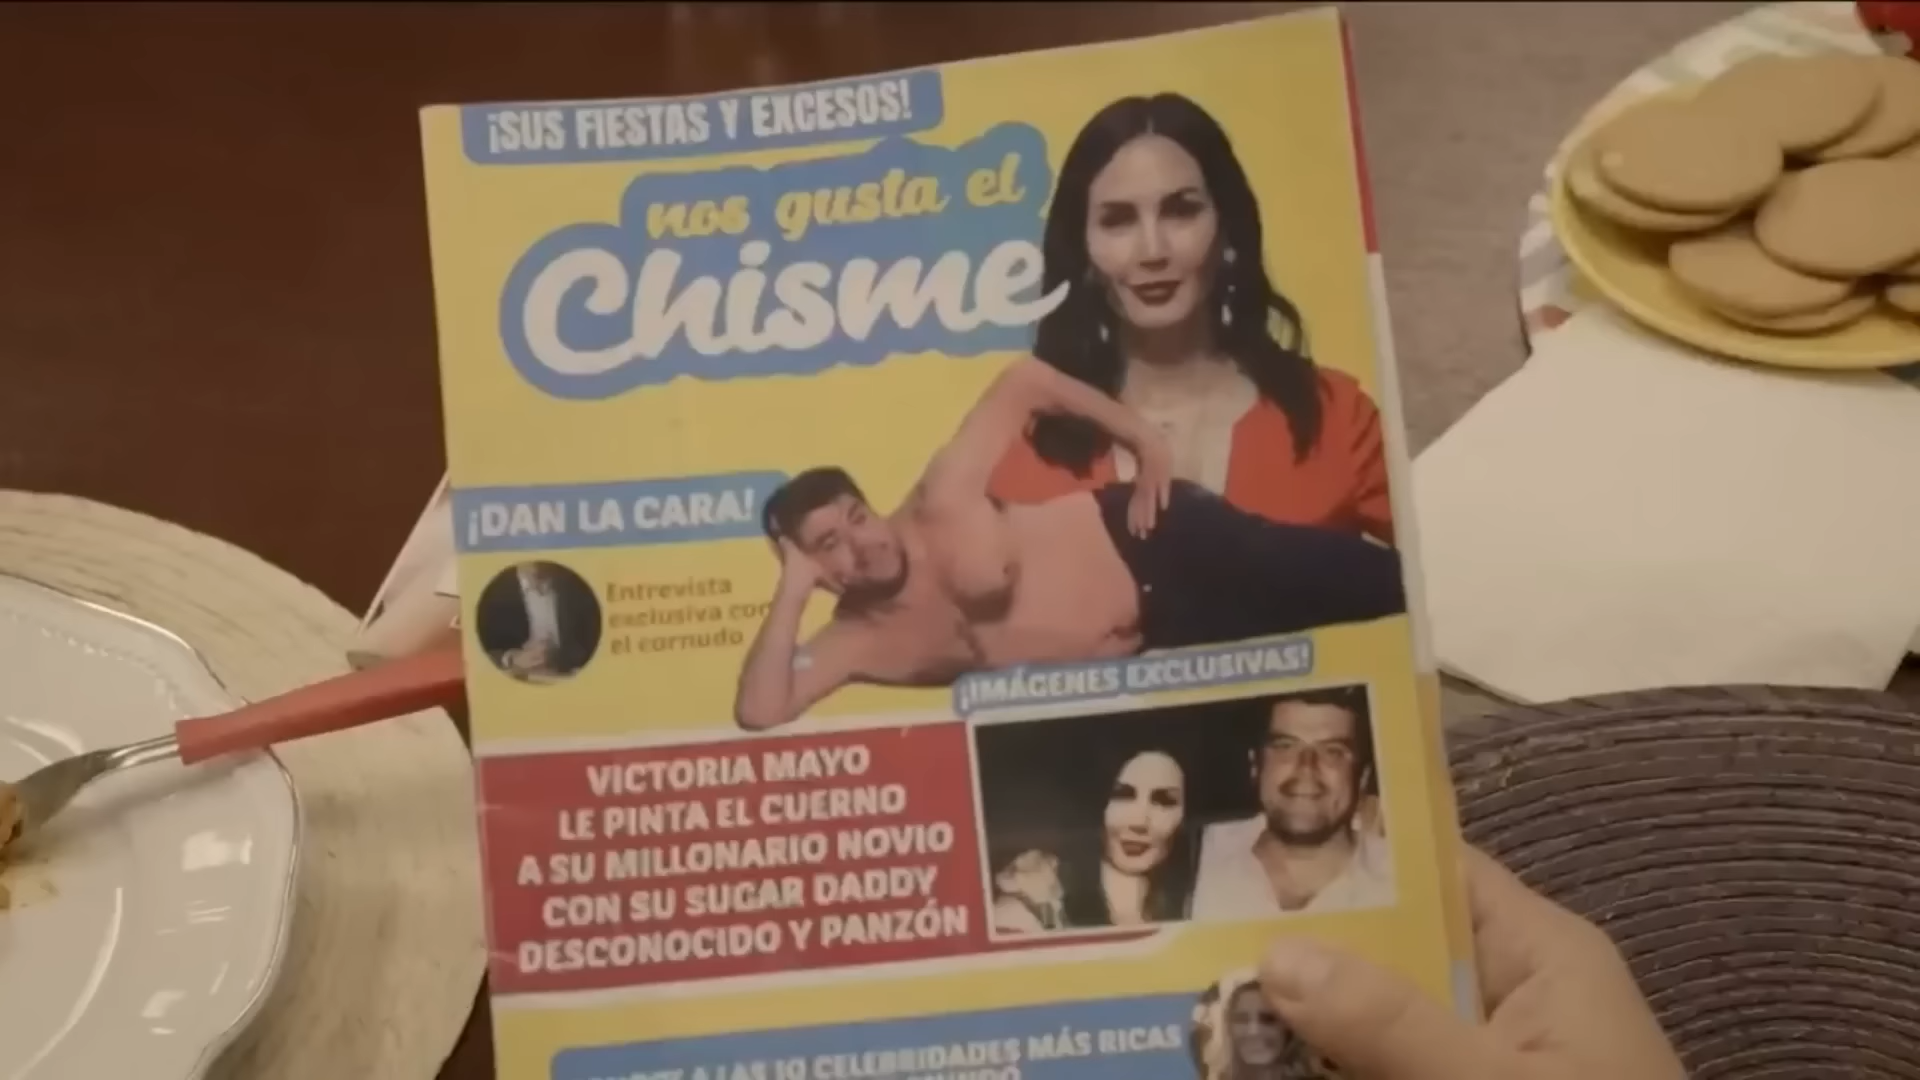 ¡SUS FIESTAS Y EXCESOS!
nos gusta el
Chisme
¡DAN LA CARA!
Entrevista
exclusiva con
el cornudo
¡IMÁGENES EXCLUSIVAS!
VICTORIA MAYO
LE PINTA EL CUERNO
A SU MILLONARIO NOVIO
CON SU SUGAR DADDY
DESCONOCIDO Y PANZÓN
A LAS 10 CELEBRIDADES MÁS RICAS
MUNDO